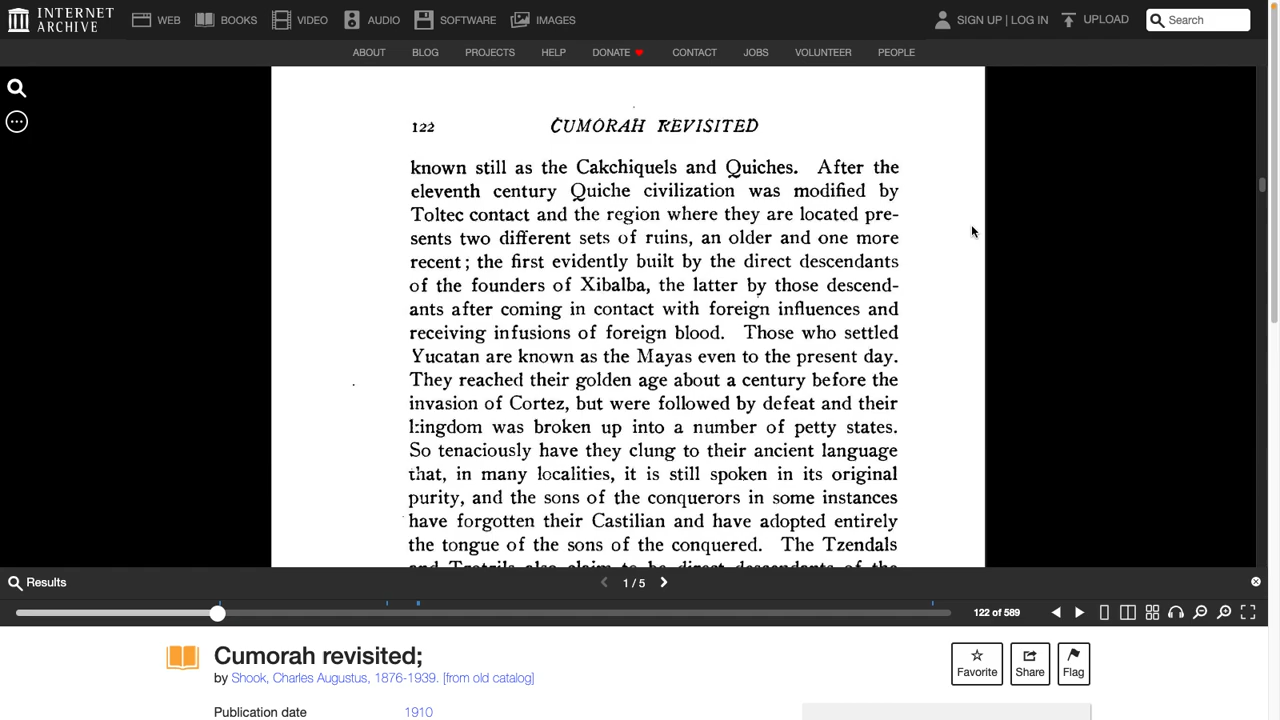 INTERNET ARCHIVE
WEB BOOKS VIDEO AUDIO SOFTWARE IMAGES SIGN UP | LOG IN UPLOAD Search
ABOUT BLOG PROJECTS HELP DONATE CONTACT JOBS VOLUNTEER PEOPLE
122 CUMORAH REVISITED
known still as the Cakchiquels and Quiches. After the
eleventh century Quiche civilization was modified by
Toltec contact and the region where they are located pre-
sents two different sets of ruins, an older and one more
recent; the first evidently built by the direct descendants
of the founders of Xibalba, the latter by those descend-
ants after coming in contact with foreign influences and
receiving infusions of foreign blood. Those who settled
Yucatan are known as the Mayas even to the present day.
They reached their golden age about a century before the
invasion of Cortez, but were followed by defeat and their
kingdom was broken up into a number of petty states.
So tenaciously have they clung to their ancient language
that, in many localities, it is still spoken in its original
purity, and the sons of the conquerors in some instances
have forgotten their Castilian and have adopted entirely
the tongue of the sons of the conquered. The Tzendals
and Tzotzils also claim to be direct descendants of the
Results 1 / 5
122 of 589
Cumorah revisited;
by Shook, Charles Augustus, 1876-1939. [from old catalog]
Favorite Share Flag
Publication date 1910